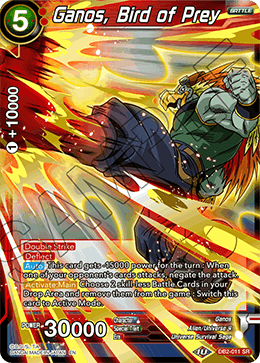 5
Ganos, Bird of Prey
BATTLE
+10000
Double Strike
Deflect
Auto This card gets -15000 power for the turn : When
one of your opponent's cards attacks, negate the attack.
Activate:Main Choose 2 skill-less Battle Cards in your
Drop Area and remove them from the game : Switch this
card to Active Mode.
POWER 30000
Character
Ganos
Special Trait
Alien/Universe 4
Era
Universe Survival Saga
DB2-011 SR